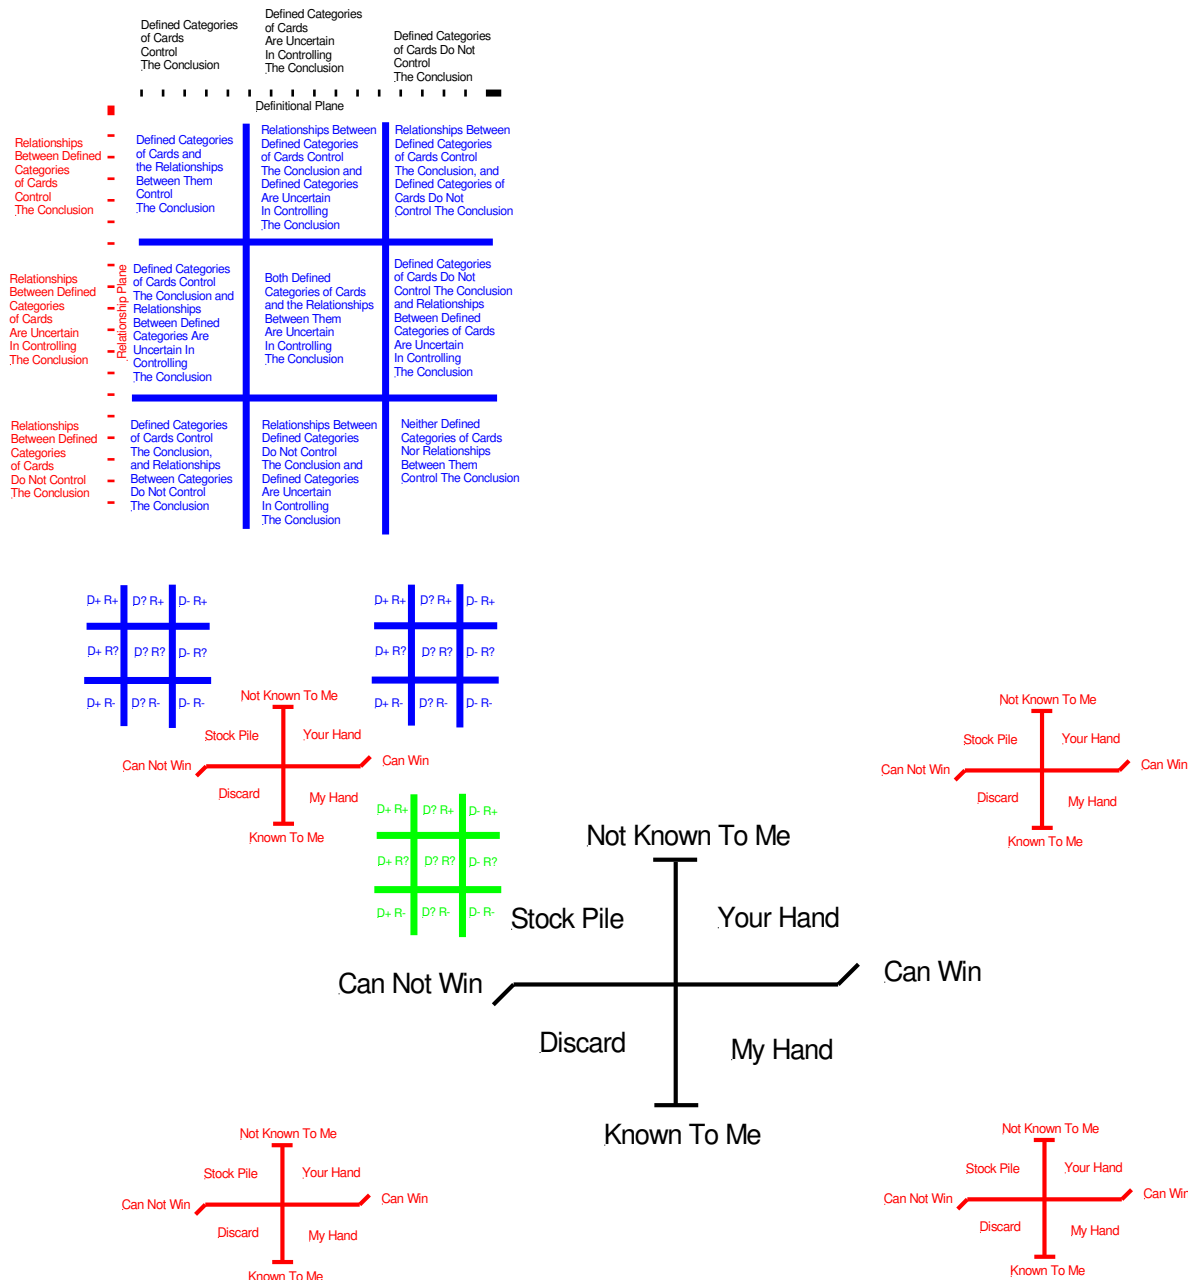 Defined Categories
of Cards
Control
The Conclusion
Defined Categories
of Cards
Are Uncertain
In Controlling
The Conclusion
Defined Categories
of Cards Do Not
Control
The Conclusion
Definitional Plane
Relationships
Between Defined
Categories
of Cards
Control
The Conclusion
Defined Categories
of Cards and
the Relationships
Between Them
Control
The Conclusion
Relationships Between
Defined Categories
of Cards Control
The Conclusion and
Defined Categories
Are Uncertain
In Controlling
The Conclusion
Relationships Between
Defined Categories
of Cards Control
The Conclusion, and
Defined Categories of
Cards Do Not
Control The Conclusion
Relationships
Between Defined
Categories
of Cards
Are Uncertain
In Controlling
The Conclusion
Relationship Plane
Defined Categories
of Cards Control
The Conclusion and
Relationships
Between Defined
Categories Are
Uncertain In
Controlling
The Conclusion
Both Defined
Categories of Cards
and the Relationships
Between Them
Are Uncertain
In Controlling
The Conclusion
Defined Categories
of Cards Do Not
Control The Conclusion
and Relationships
Between Defined
Categories of Cards
Are Uncertain
In Controlling
The Conclusion
Relationships
Between Defined
Categories
of Cards
Do Not Control
The Conclusion
Defined Categories
of Cards Control
The Conclusion,
and Relationships
Between Categories
Do Not Control
The Conclusion
Relationships Between
Defined Categories
Do Not Control
The Conclusion and
Defined Categories
Are Uncertain
In Controlling
The Conclusion
Neither Defined
Categories of Cards
Nor Relationships
Between Them
Control The Conclusion
D+ R+ D? R+ D- R+
D+ R? D? R? D- R?
D+ R- D? R- D- R-
D+ R+ D? R+ D- R+
D+ R? D? R? D- R?
D+ R- D? R- D- R-
Not Known To Me
Stock Pile Your Hand
Can Not Win Can Win
Discard My Hand
Known To Me
Not Known To Me
Stock Pile Your Hand
Can Not Win Can Win
Discard My Hand
Known To Me
D+ R+ D? R+ D- R+
D+ R? D? R? D- R?
D+ R- D? R- D- R-
Not Known To Me
Stock Pile Your Hand
Can Not Win Can Win
Discard My Hand
Known To Me
Not Known To Me
Stock Pile Your Hand
Can Not Win Can Win
Discard My Hand
Known To Me
Not Known To Me
Stock Pile Your Hand
Can Not Win Can Win
Discard My Hand
Known To Me